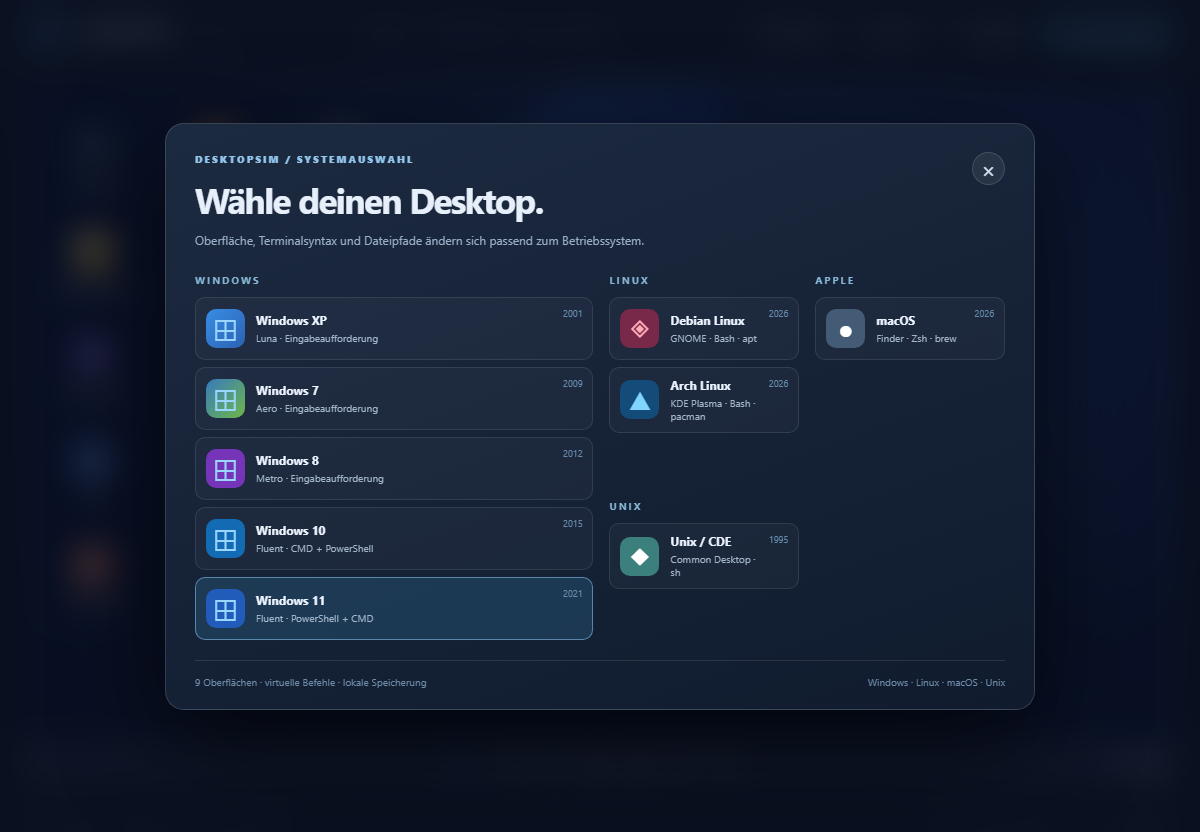 DESKTOPSIM / SYSTEMAUSWAHL
Wähle deinen Desktop.
Oberfläche, Terminalsyntax und Dateipfade ändern sich passend zum Betriebssystem.
WINDOWS
Windows XP
2001
Luna · Eingabeaufforderung
Windows 7
2009
Aero · Eingabeaufforderung
Windows 8
2012
Metro · Eingabeaufforderung
Windows 10
2015
Fluent · CMD + PowerShell
Windows 11
2021
Fluent · PowerShell + CMD
LINUX
Debian Linux
2026
GNOME · Bash · apt
Arch Linux
2026
KDE Plasma · Bash ·
pacman
UNIX
Unix / CDE
1995
Common Desktop ·
sh
APPLE
macOS
2026
Finder · Zsh · brew
9 Oberflächen · virtuelle Befehle · lokale Speicherung
Windows · Linux · macOS · Unix